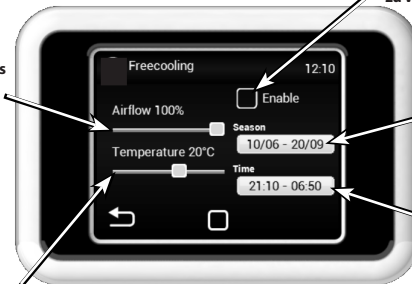 Freecooling 12:10
Enable
Airflow 100%
Season
10/06 - 20/09
Temperature 20°C
Time
21:10 - 06:50